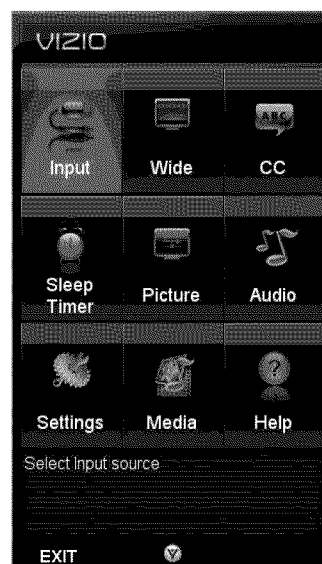 VIZIO
Input Wide CC
Sleep Timer Picture Audio
Settings Media Help
Select Input source
EXIT